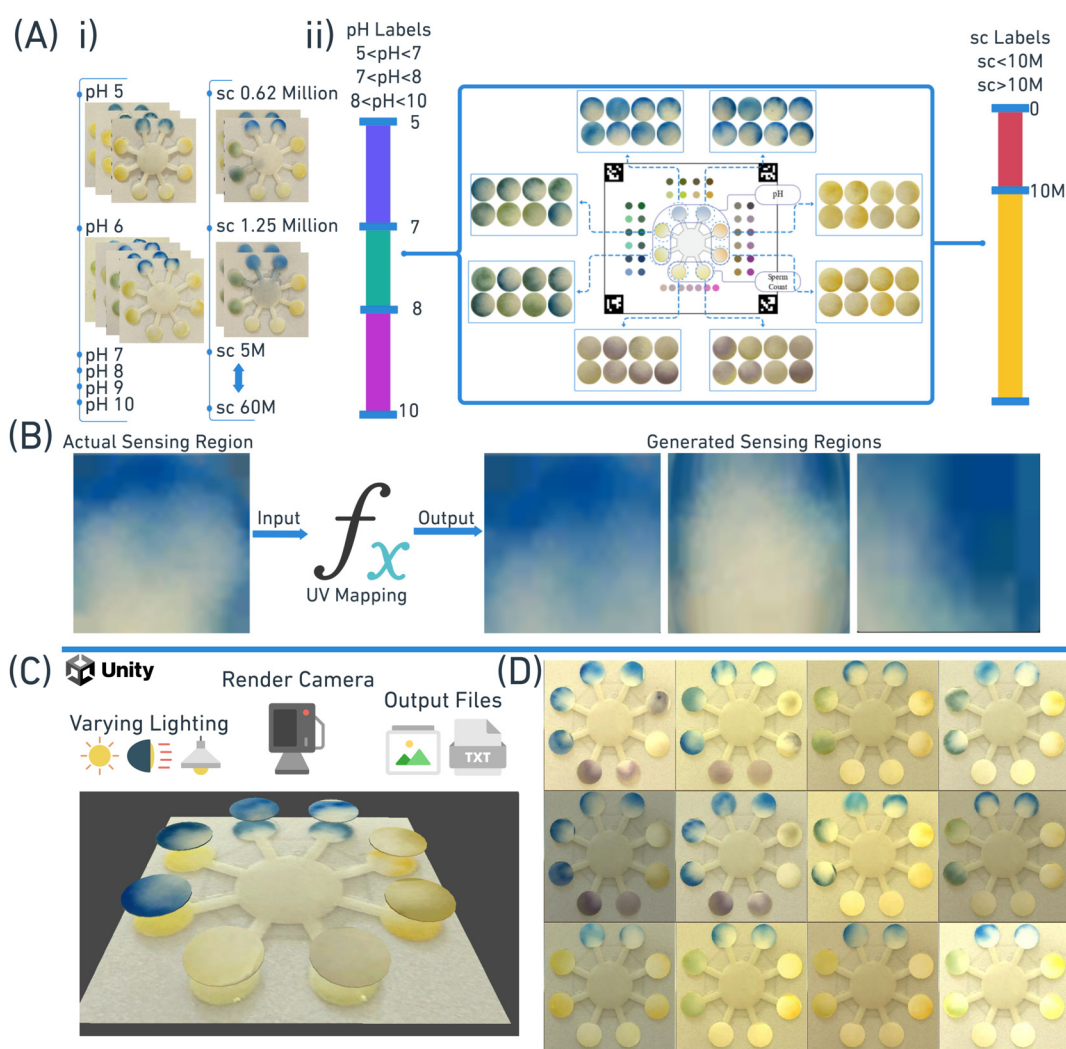 (A) i)
pH 5
pH 6
pH 7
pH 8
pH 9
pH 10
sc 0.62 Million
sc 1.25 Million
sc 5M
sc 60M
ii)
pH Labels
5<pH<7
7<pH<8
8<pH<10
5
7
8
10
pH
Sperm
Count
sc Labels
sc<10M
sc>10M
0
10M
(B)
Actual Sensing Region
Input
fx
UV Mapping
Output
Generated Sensing Regions
(C)
Unity
Varying Lighting
Render Camera
Output Files
TXT
(D)